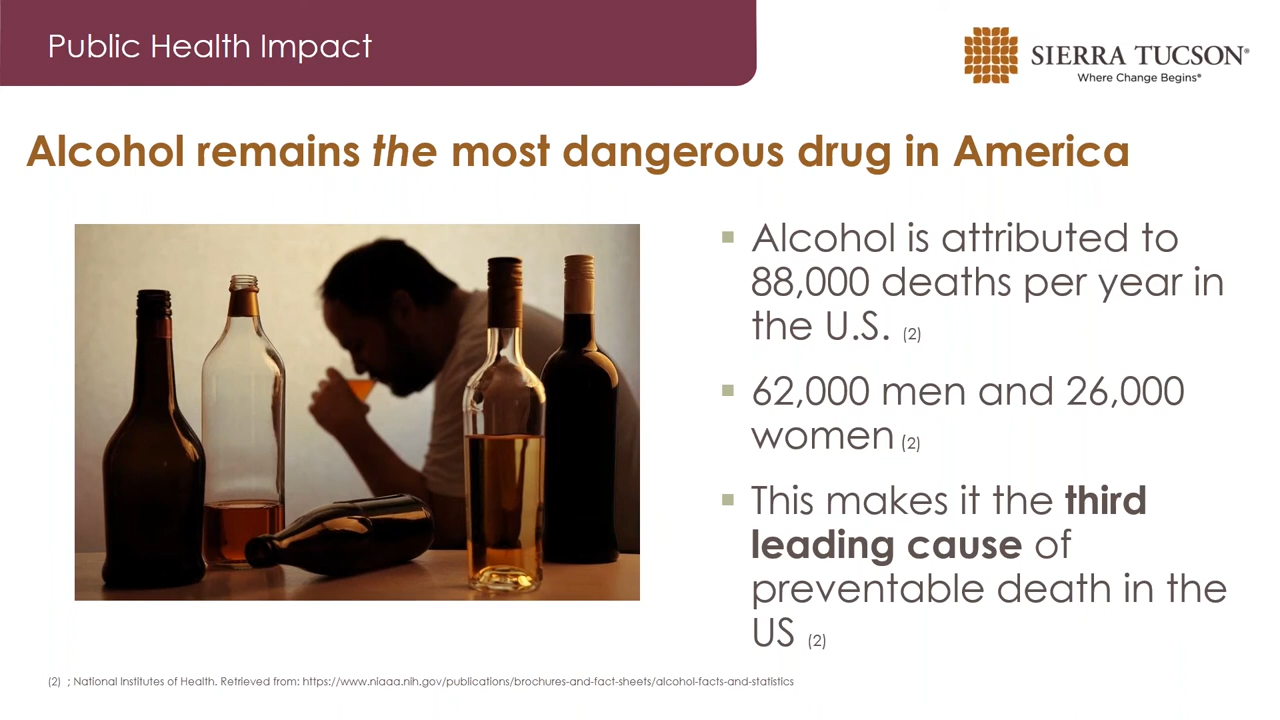 Public Health Impact
SIERRA TUCSON®
Where Change Begins®
Alcohol remains the most dangerous drug in America
▪ Alcohol is attributed to
88,000 deaths per year in
the U.S. (2)
▪ 62,000 men and 26,000
women (2)
▪ This makes it the third
leading cause of
preventable death in the
US (2)
(2) ; National Institutes of Health. Retrieved from: https://www.niaaa.nih.gov/publications/brochures-and-fact-sheets/alcohol-facts-and-statistics